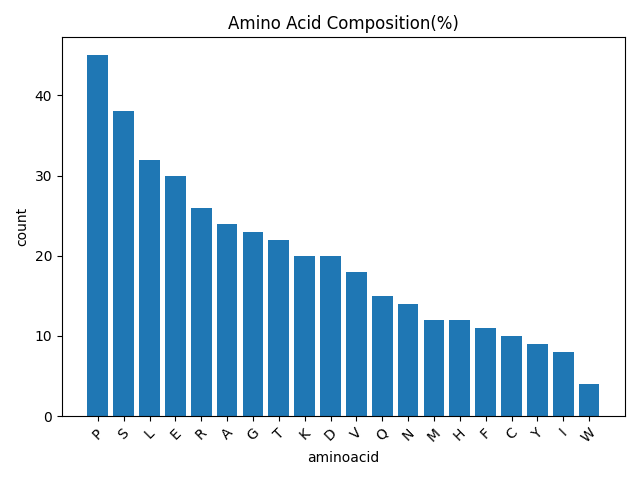 Amino Acid Composition(%)
count
40
30
20
10
0
P S L E R A G T K D V Q N M H F C Y I W
aminoacid